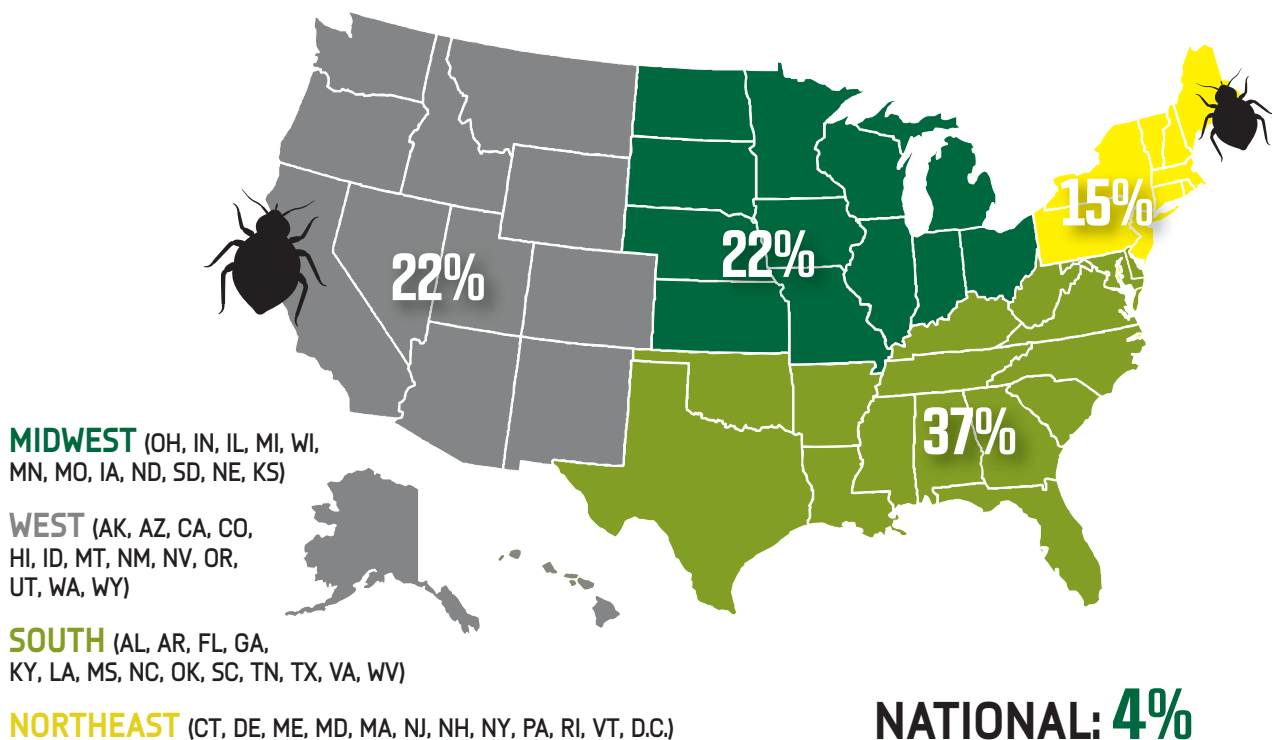 15%
22%
22%
37%
MIDWEST (OH, IN, IL, MI, WI,
MN, MO, IA, ND, SD, NE, KS)
WEST (AK, AZ, CA, CO,
HI, ID, MT, NM, NV, OR,
UT, WA, WY)
SOUTH (AL, AR, FL, GA,
KY, LA, MS, NC, OK, SC, TN, TX, VA, WV)
NORTHEAST (CT, DE, ME, MD, MA, NJ, NH, NY, PA, RI, VT, D.C.)
NATIONAL: 4%